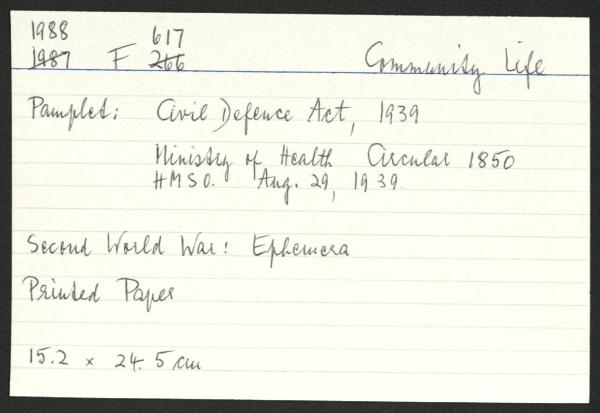 1988 617
1987 F 266 Community Life
Pamplet: Civil Defence Act, 1939
Ministry of Health Circular 1850
HMSO. Aug. 29, 1939.
Second World War: Ephemera
Printed Paper
15.2 x 24.5 cm